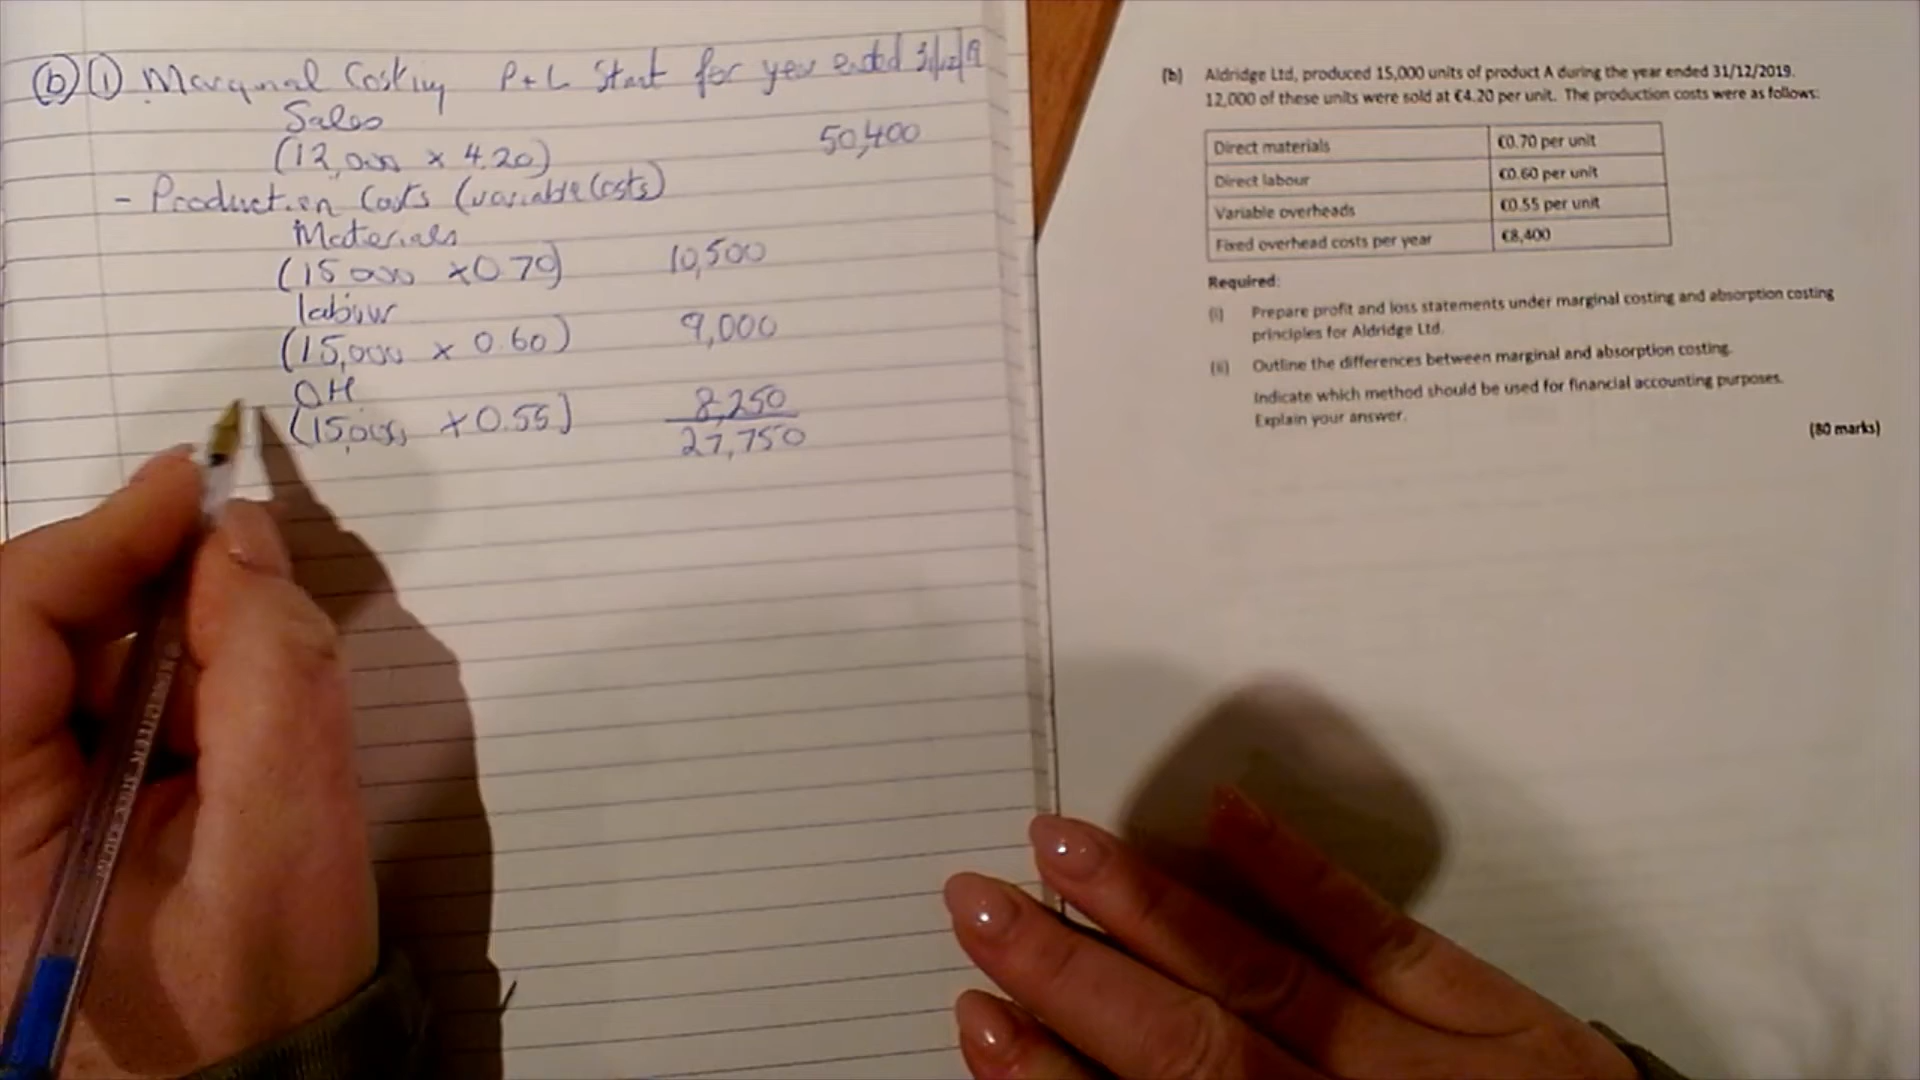 (b) (1) Marginal Costing P+L Stmt for year ended 31/12/19
Sales
(12,000 x 4.20) 50,400
- Production Costs (variable Costs)
Materials
(15000 x 0.70) 10,500
labour
(15,000 x 0.60) 9,000
OH
(15,000 x 0.55) 8,250
27,750
(b) Aldridge Ltd, produced 15,000 units of product A during the year ended 31/12/2019.
12,000 of these units were sold at €4.20 per unit. The production costs were as follows:
Direct materials €0.70 per unit
Direct labour €0.60 per unit
Variable overheads €0.55 per unit
Fixed overhead costs per year €8,400
Required:
(i) Prepare profit and loss statements under marginal costing and absorption costing
principles for Aldridge Ltd.
(ii) Outline the differences between marginal and absorption costing.
Indicate which method should be used for financial accounting purposes.
Explain your answer.
(80 marks)